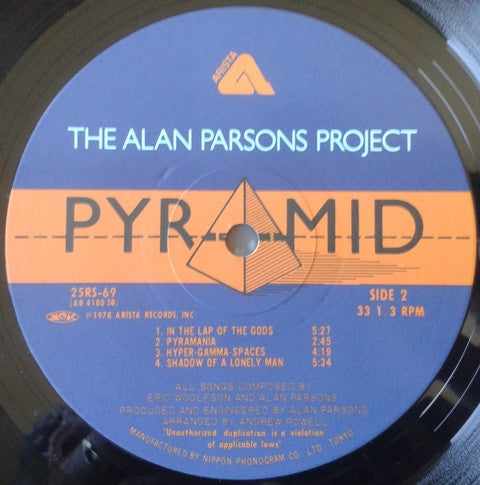 ARISTA
THE ALAN PARSONS PROJECT
PYRAMID
25RS-69
(AB 4180 SB)
SIDE 2
33 1 3 RPM
℗1978 ARISTA RECORDS, INC
1. IN THE LAP OF THE GODS 5:27
2. PYRAMANIA 2:45
3. HYPER-GAMMA-SPACES 4:19
4. SHADOW OF A LONELY MAN 5:34
ALL SONGS COMPOSED BY
ERIC WOOLFSON AND ALAN PARSONS
PRODUCED AND ENGINEERED BY ALAN PARSONS
ARRANGED BY ANDREW POWELL
"Unauthorized duplication is a violation
of applicable laws"
MANUFACTURED BY NIPPON PHONOGRAM CO. LTD. TOKYO